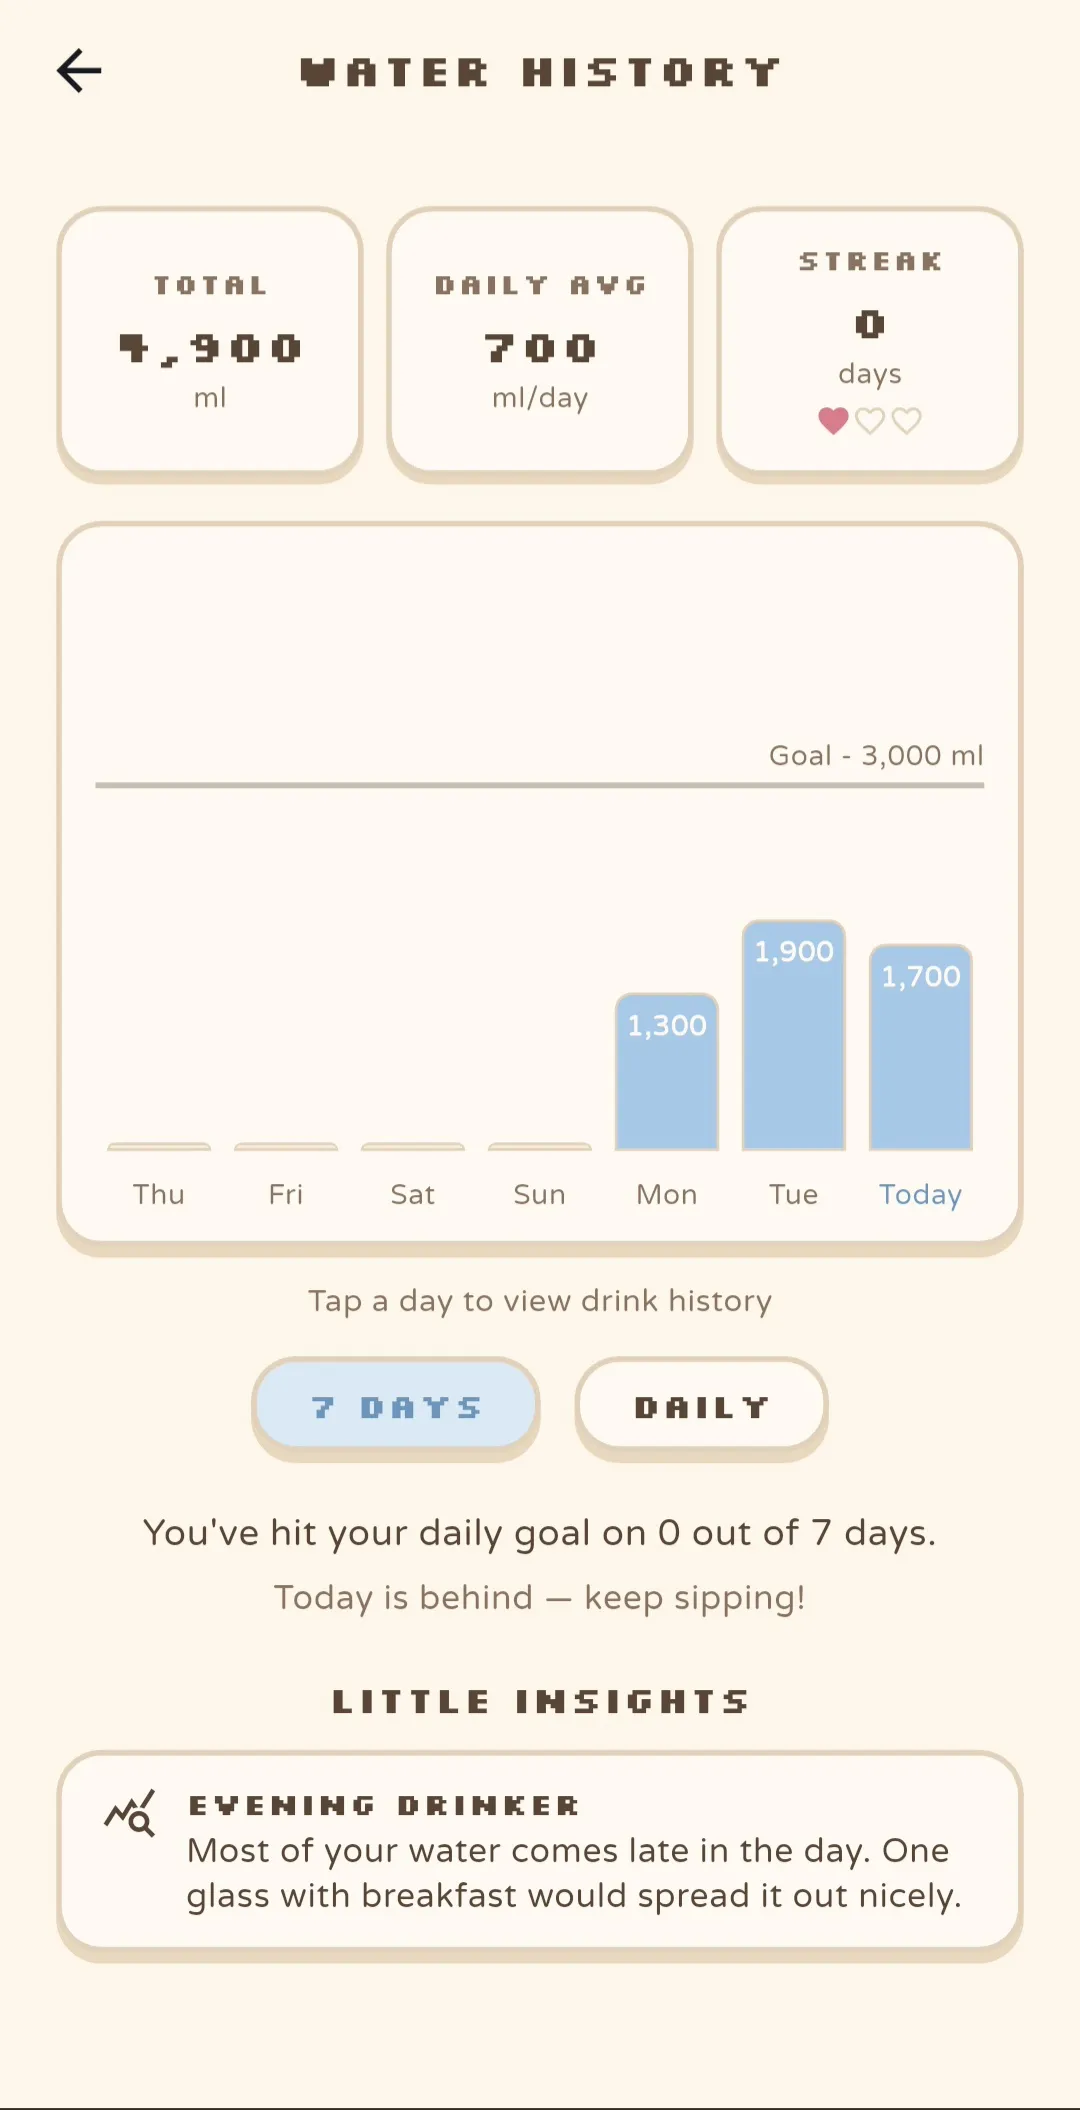 WATER HISTORY
TOTAL
4,900
ml
DAILY AVG
700
ml/day
STREAK
0
days
Goal - 3,000 ml
1,300
1,900
1,700
Thu
Fri
Sat
Sun
Mon
Tue
Today
Tap a day to view drink history
7 DAYS
DAILY
You've hit your daily goal on 0 out of 7 days.
Today is behind — keep sipping!
LITTLE INSIGHTS
EVENING DRINKER
Most of your water comes late in the day. One
glass with breakfast would spread it out nicely.